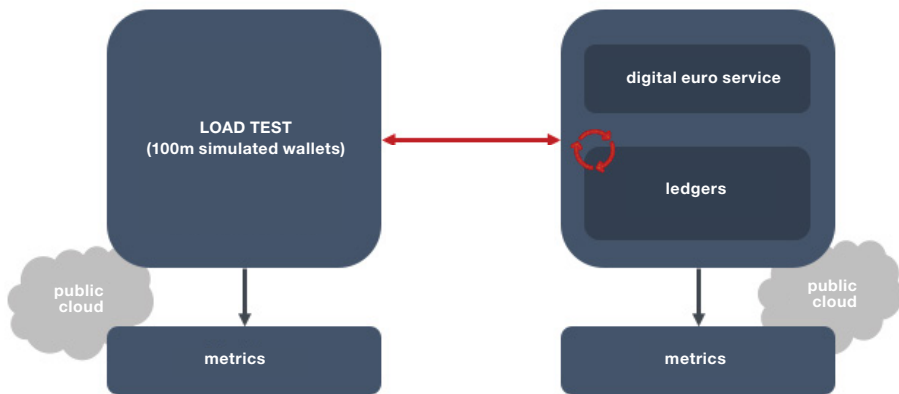 LOAD TEST
(100m simulated wallets)
public
cloud
metrics
digital euro service
ledgers
public
cloud
metrics